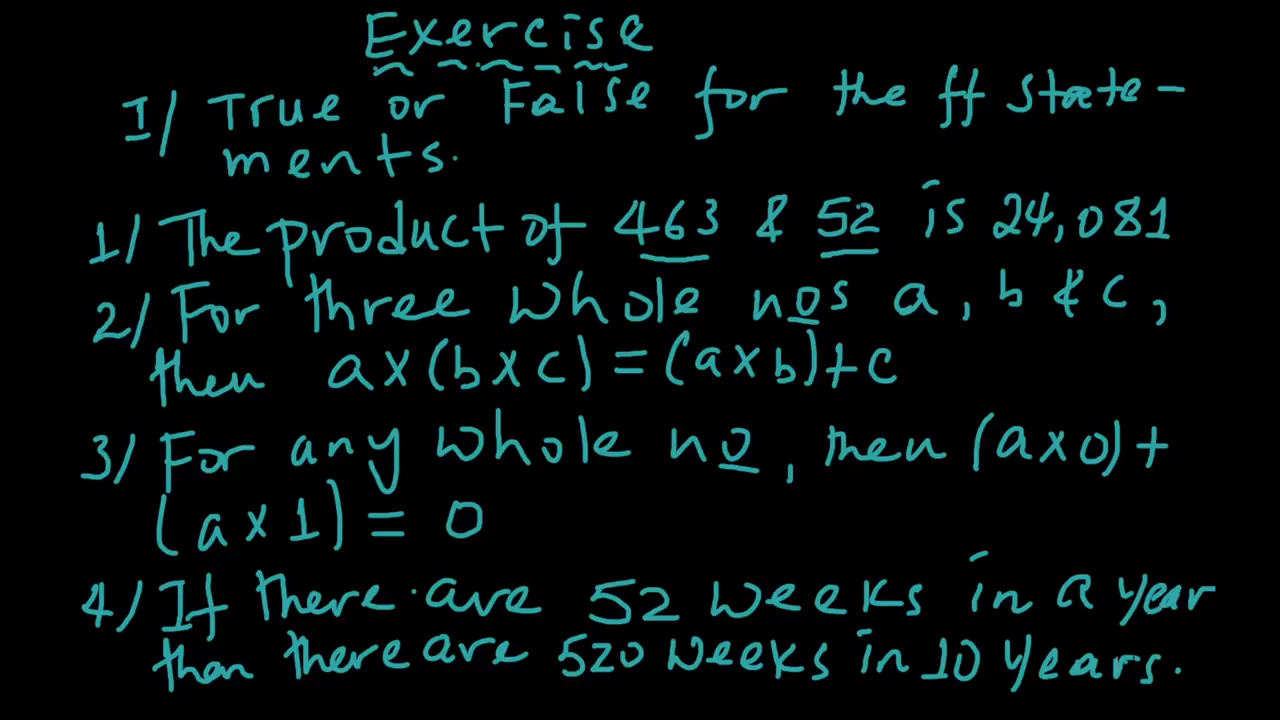 Exercise
I/ True or False for the ff state-
ments.
1/ The product of 463 & 52 is 24,081
2/ For three whole nos a, b & c,
then a x (b x c) = (a x b) + c
3/ For any whole no, then (a x 0) +
(a x 1) = 0
4/ If there are 52 weeks in a year
than there are 520 weeks in 10 years.